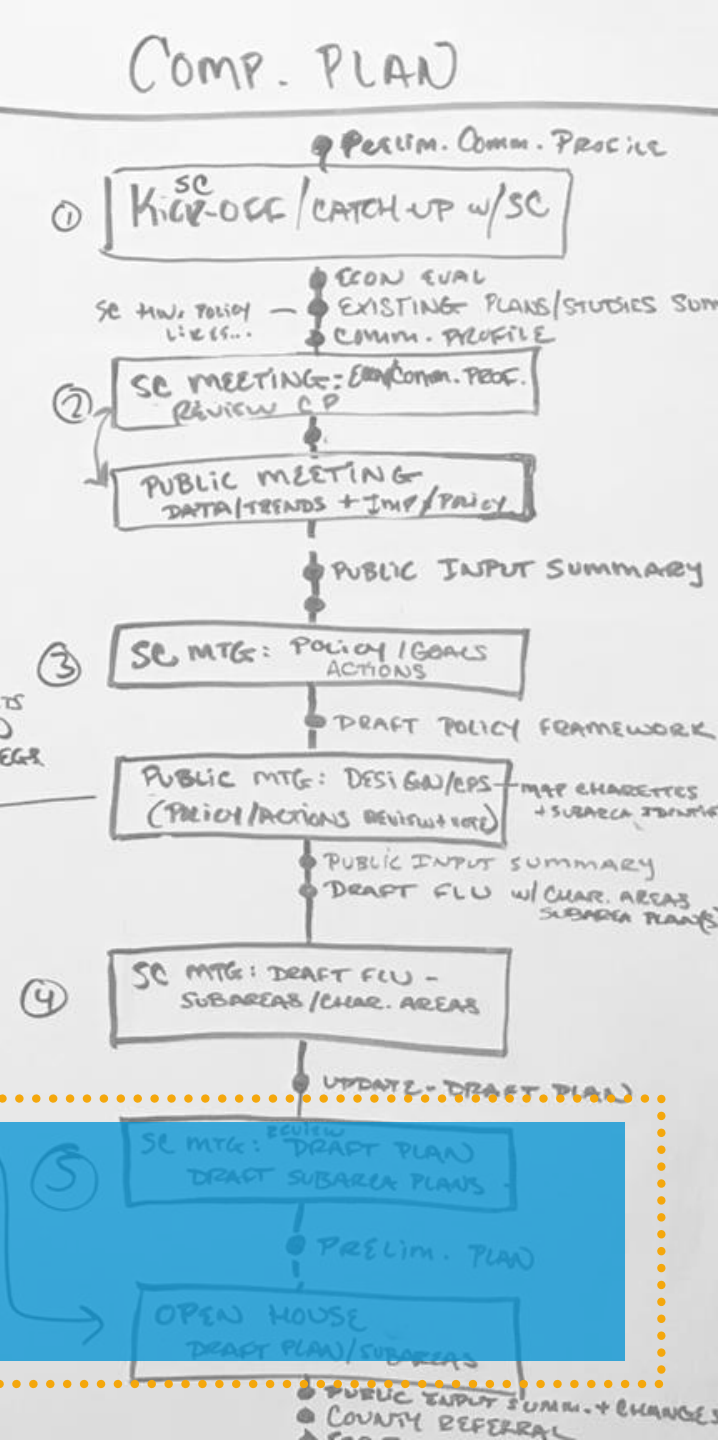 COMP. PLAN
PRELIM. COMM. PROFILE
① SC
KICK-OFF/CATCH UP W/SC
ECON EVAL
EXISTING PLANS/STUDIES SUM
SC POLICY
COMM. PROFILE
② SC MEETING: COMM. PROF.
REVIEW CP
PUBLIC MEETING
DATA/TRENDS + IMP/POLICY
PUBLIC INPUT SUMMARY
③ SC MTG: POLICY/GOALS
ACTIONS
TS
DRAFT POLICY FRAMEWORK
PUBLIC MTG: DESIGN/CPS
(POLICY/ACTIONS REVIEW + VOTE)
MAP CHARETTES
+ SUBAREA
PUBLIC INPUT SUMMARY
DRAFT FLU W/ CHAR. AREAS
SUBAREA PLAN(S)
④ SC MTG: DRAFT FLU -
SUBAREAS/CHAR. AREAS
UPDATE - DRAFT PLAN
REVIEW
⑤ SC MTG: DRAFT PLAN
DRAFT SUBAREA PLANS
PRELIM. PLAN
OPEN HOUSE
DRAFT PLAN/SUBAREAS
PUBLIC INPUT SUMM. + CHANGES
COUNTY REFERRAL